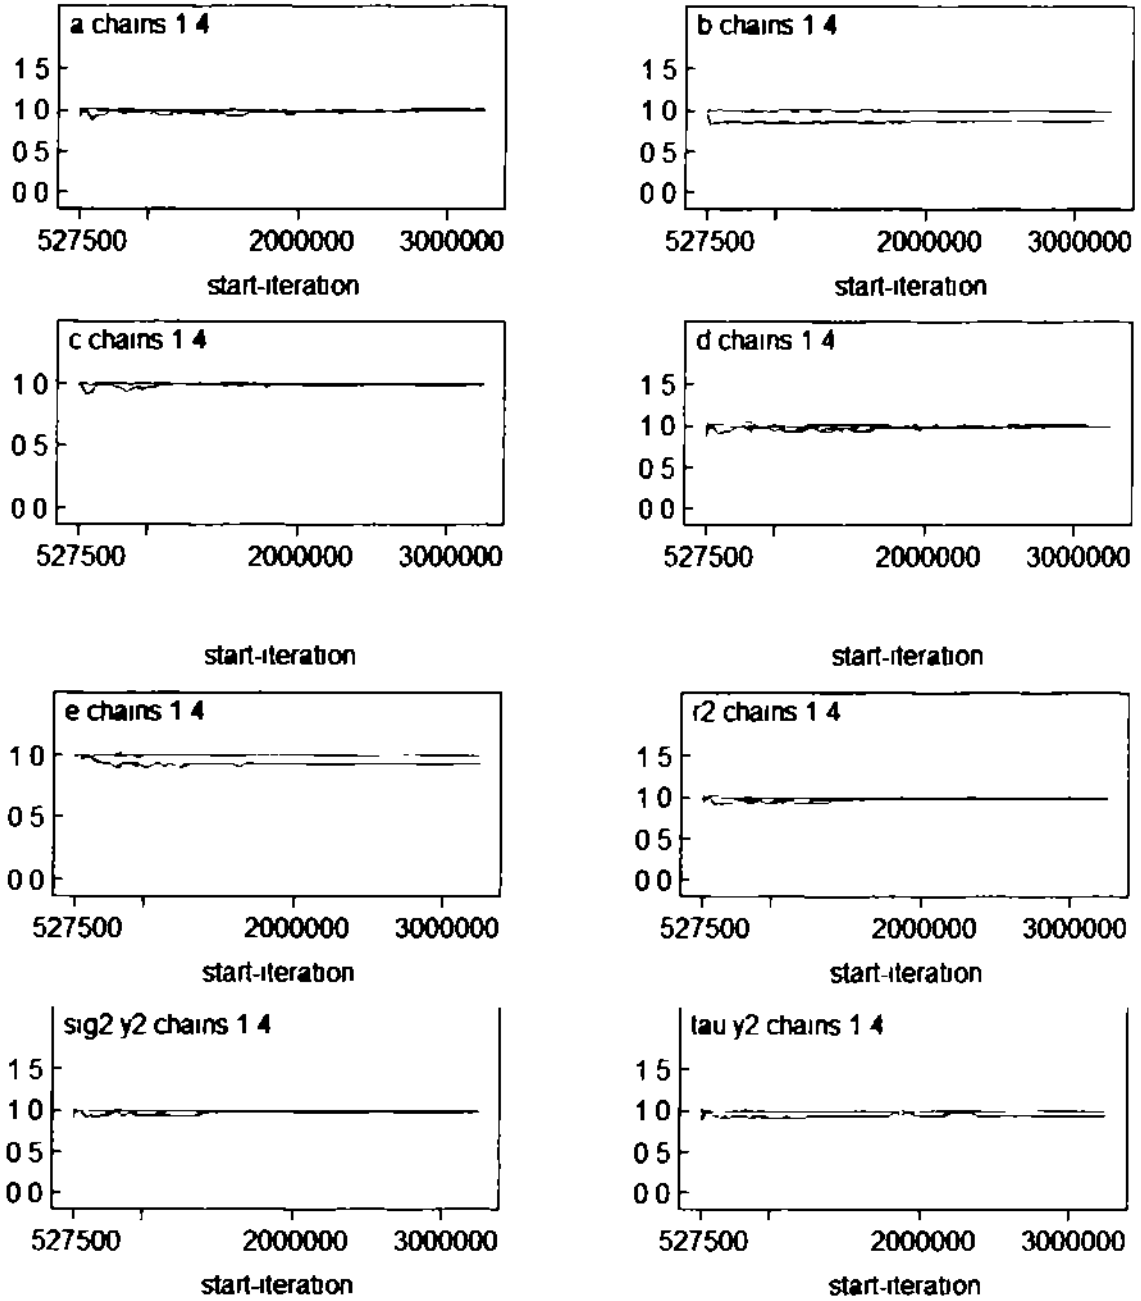 a chains 1 4
1 5
1 0
0 5
0 0
527500 2000000 3000000
start-iteration
b chains 1 4
1 5
1 0
0 5
0 0
527500 2000000 3000000
start-iteration
c chains 1 4
1 0
0 5
0 0
527500 2000000 3000000
start-iteration
d chains 1 4
1 5
1 0
0 5
0 0
527500 2000000 3000000
start-iteration
e chains 1 4
1 0
0 5
0 0
527500 2000000 3000000
start-iteration
r2 chains 1 4
1 5
1 0
0 5
0 0
527500 2000000 3000000
start-iteration
sig2 y2 chains 1 4
1 5
1 0
0 5
0 0
527500 2000000 3000000
start-iteration
tau y2 chains 1 4
1 5
1 0
0 5
0 0
527500 2000000 3000000
start-iteration